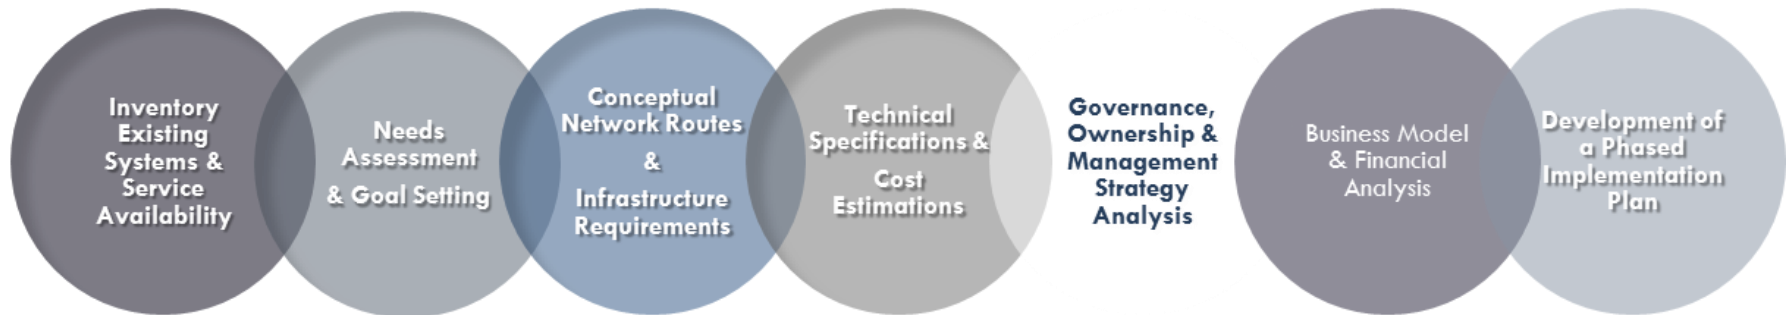 Inventory
Existing
Systems &
Service
Availability
Needs
Assessment
& Goal Setting
Conceptual
Network Routes
&
Infrastructure
Requirements
Technical
Specifications &
Cost
Estimations
Governance,
Ownership &
Management
Strategy
Analysis
Business Model
& Financial
Analysis
Development of
a Phased
Implementation
Plan